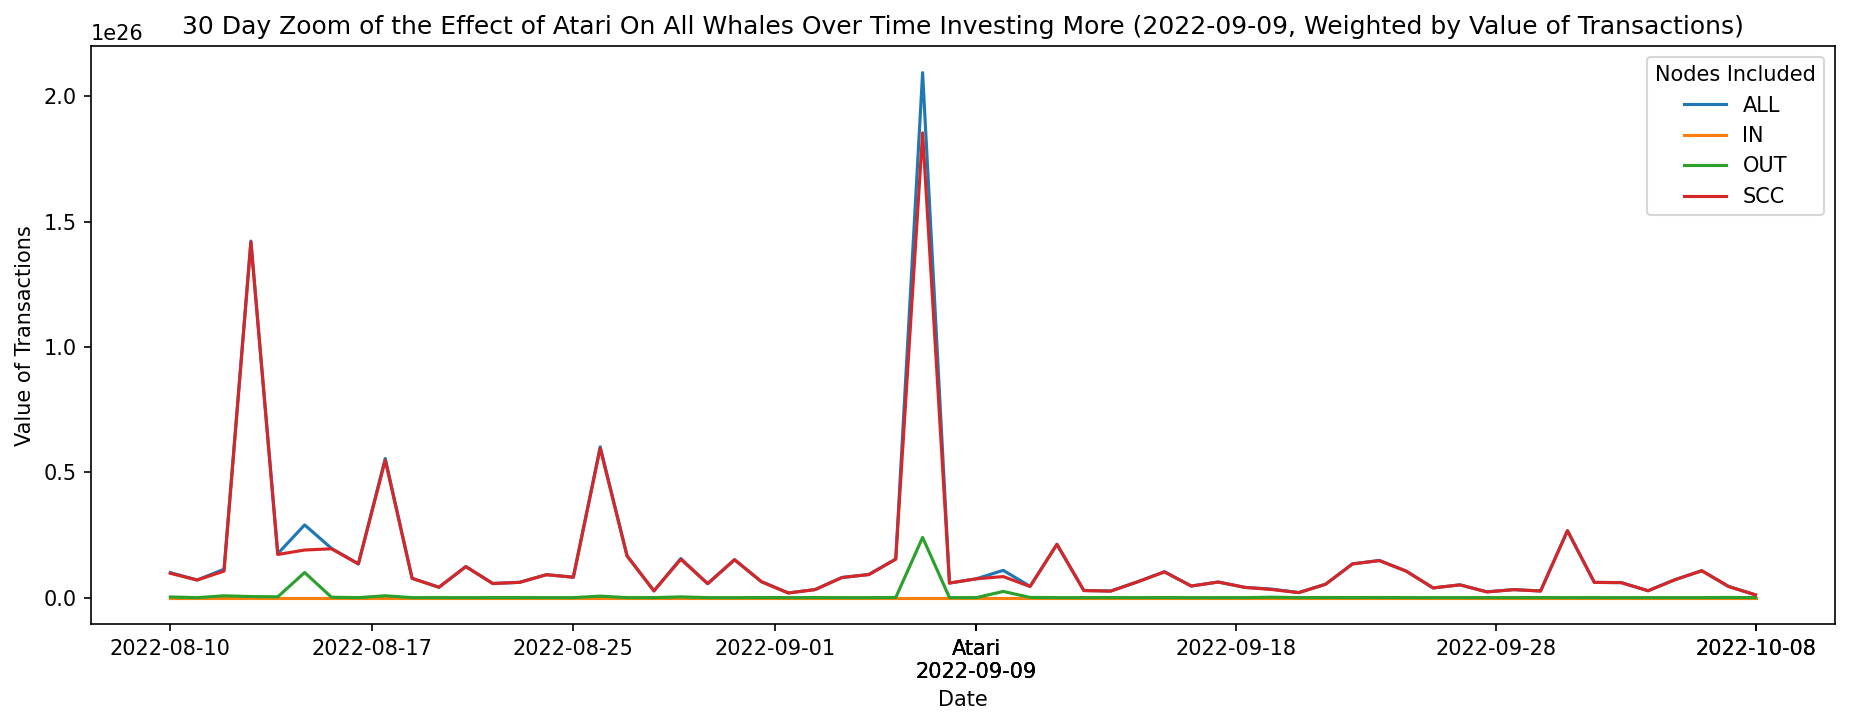 30 Day Zoom of the Effect of Atari On All Whales Over Time Investing More (2022-09-09, Weighted by Value of Transactions)
1e26
Nodes Included
ALL
IN
OUT
SCC
Value of Transactions
2.0
1.5
1.0
0.5
0.0
2022-08-10
2022-08-17
2022-08-25
2022-09-01
Atari
2022-09-09
2022-09-18
2022-09-28
2022-10-08
Date